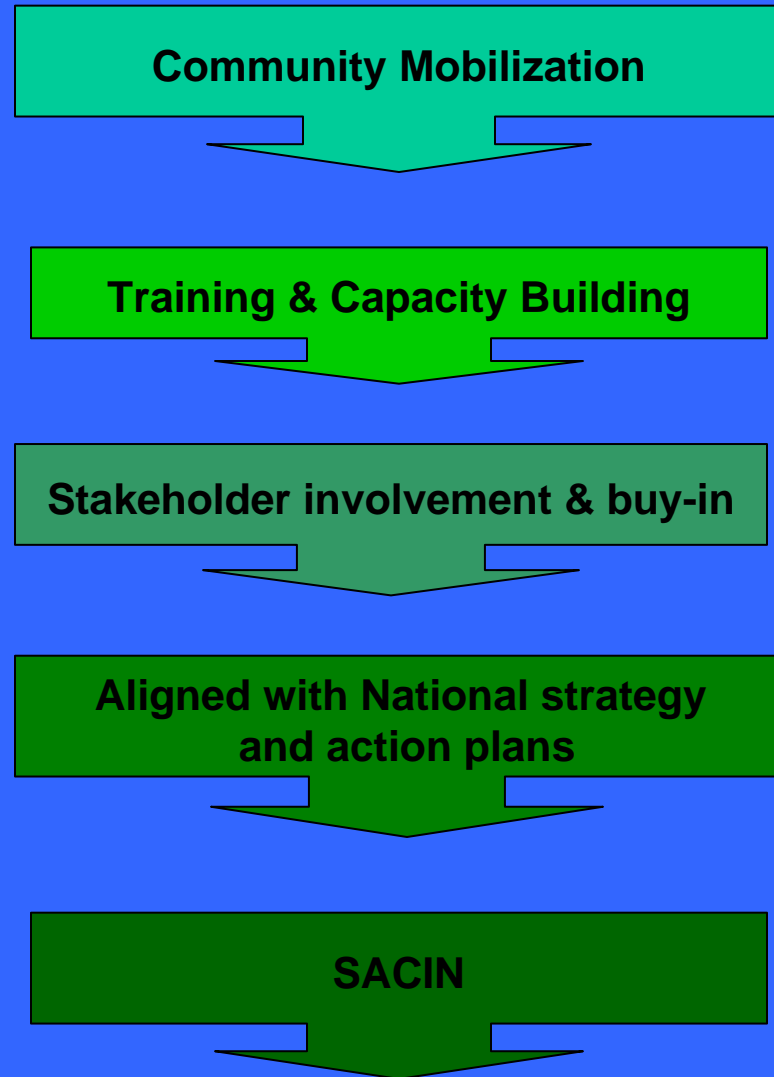 Community Mobilization
Training & Capacity Building
Stakeholder involvement & buy-in
Aligned with National strategy
and action plans
SACIN